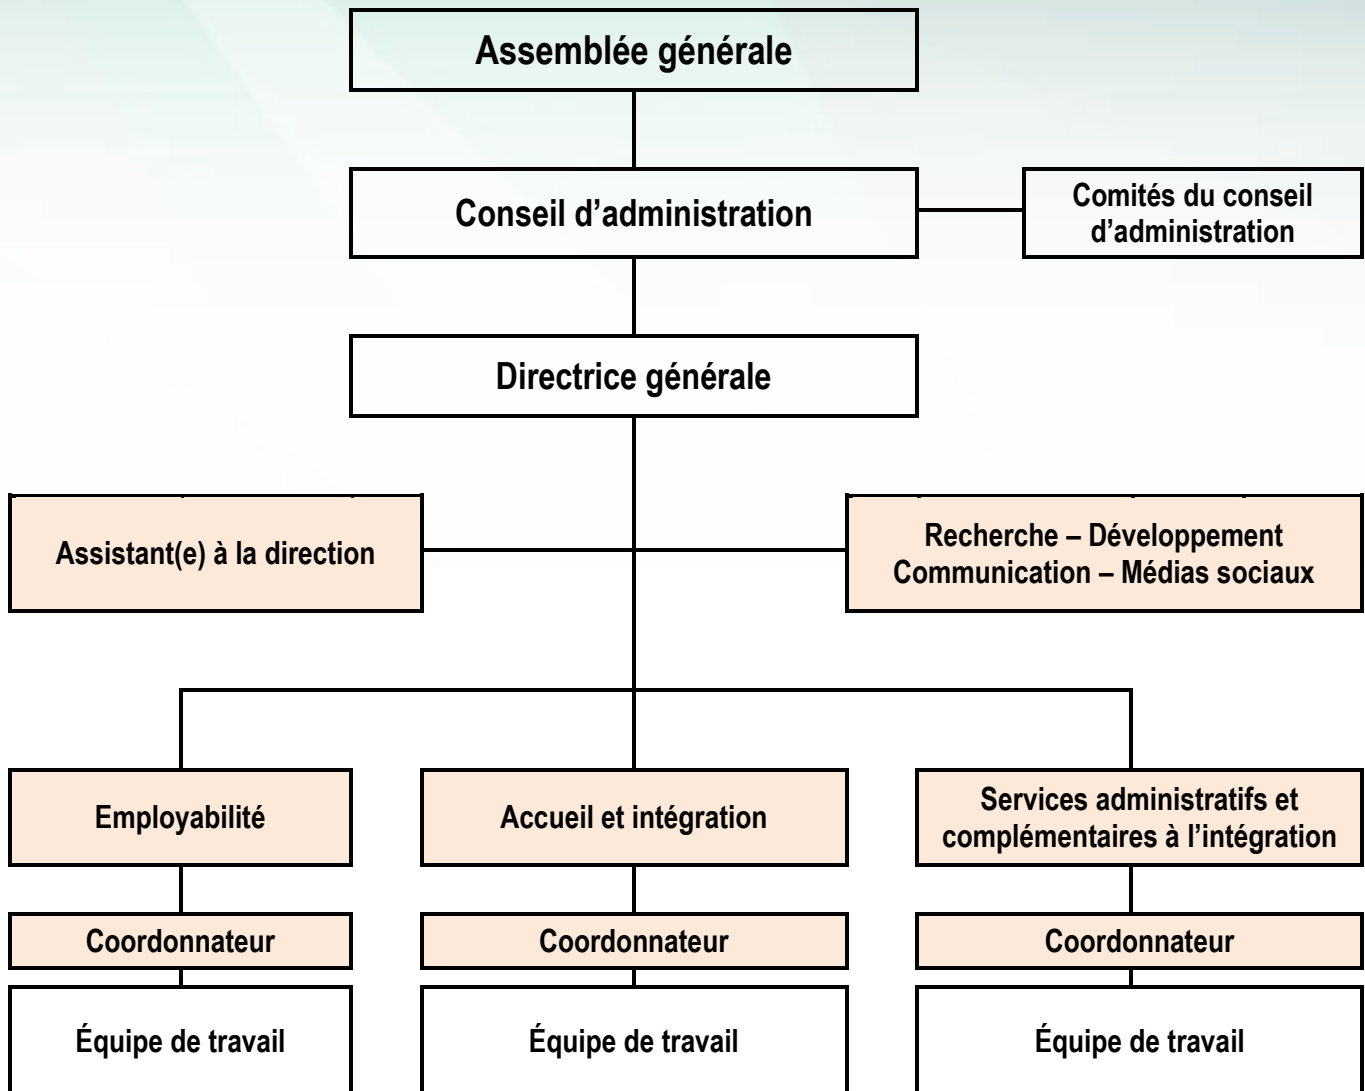 Assemblée générale
Conseil d’administration
Comités du conseil
d’administration
Directrice générale
Assistant(e) à la direction
Recherche – Développement
Communication – Médias sociaux
Employabilité
Accueil et intégration
Services administratifs et
complémentaires à l’intégration
Coordonnateur
Coordonnateur
Coordonnateur
Équipe de travail
Équipe de travail
Équipe de travail